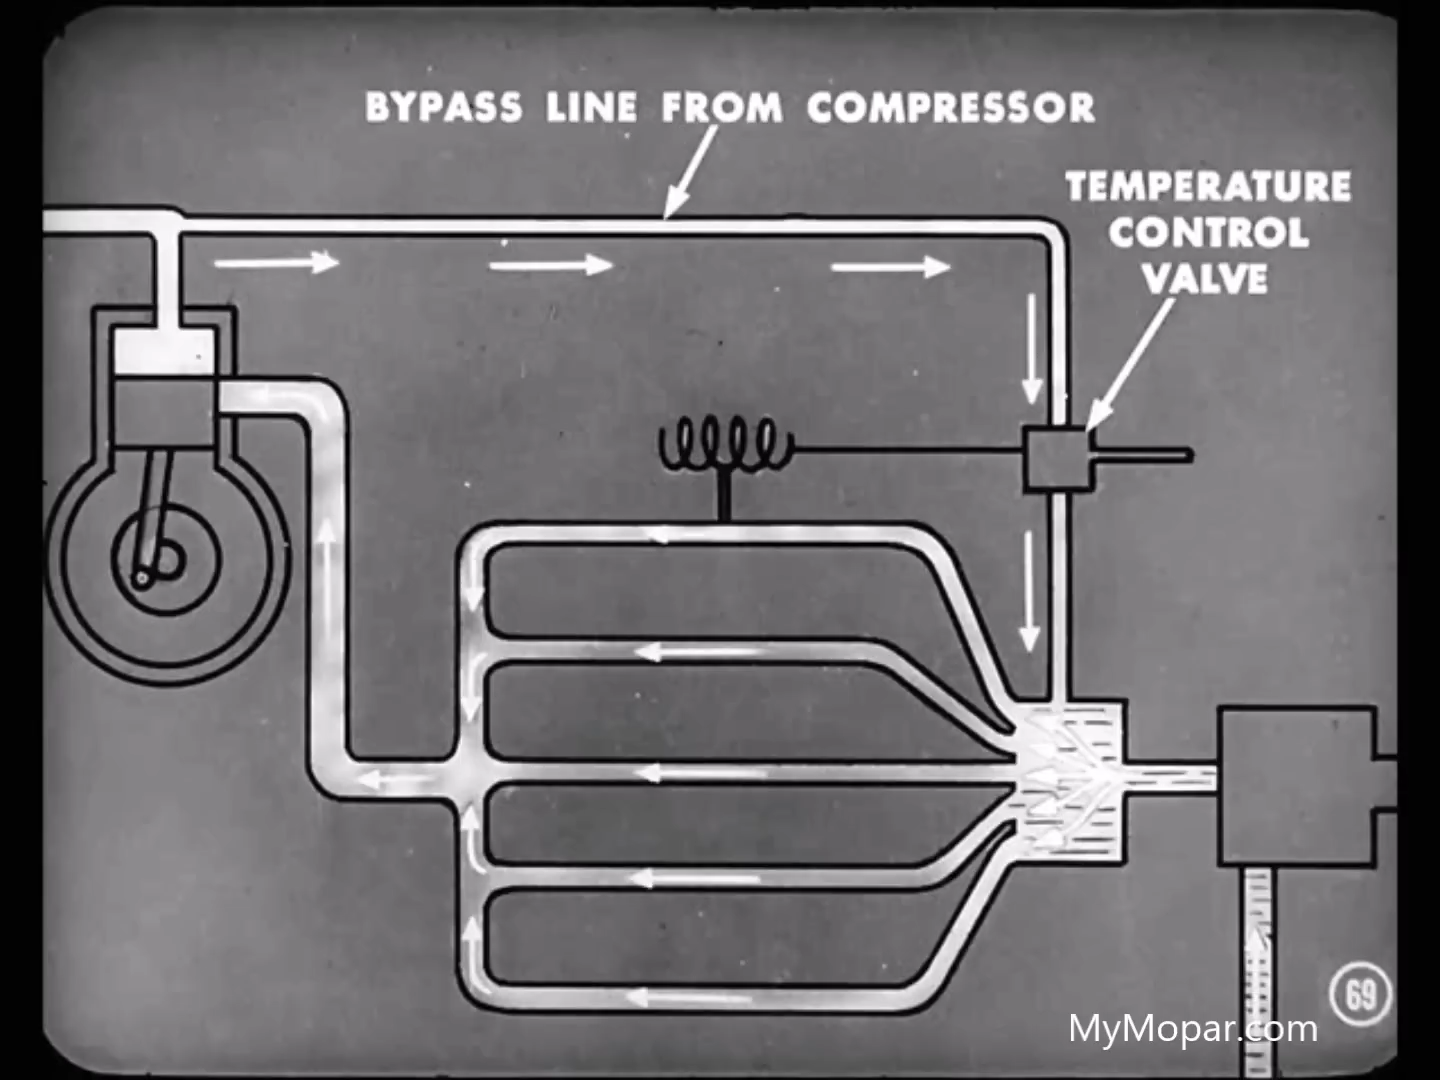 BYPASS LINE FROM COMPRESSOR
TEMPERATURE
CONTROL
VALVE
69
MyMopar.com